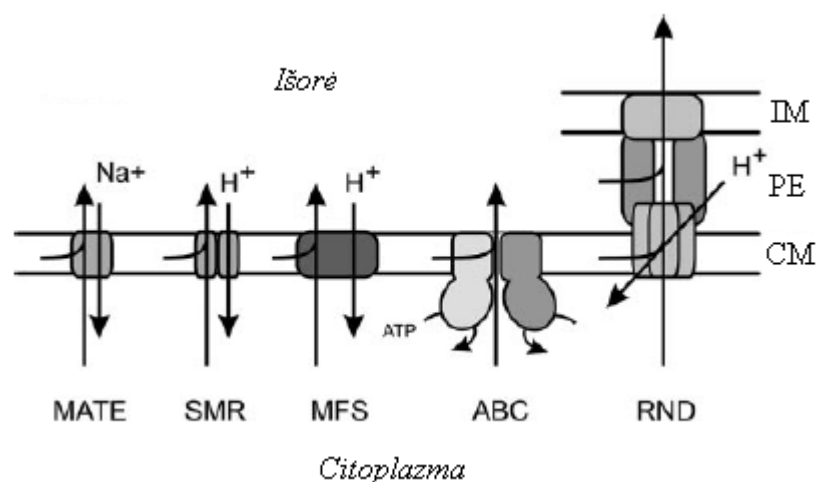 Išorė
IM
Na+ H+ H+ H+ PE
CM
ATP
MATE SMR MFS ABC RND
Citoplazma